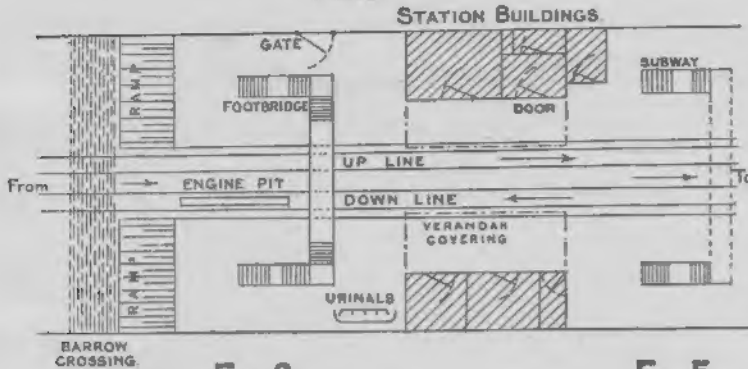 STATION BUILDINGS.
GATE
SUBWAY
RAMP
FOOTBRIDGE
DOOR
UP LINE
From
ENGINE PIT
To
DOWN LINE
VERANDAH
COVERING
RAMP
URINALS
BARROW
CROSSING.